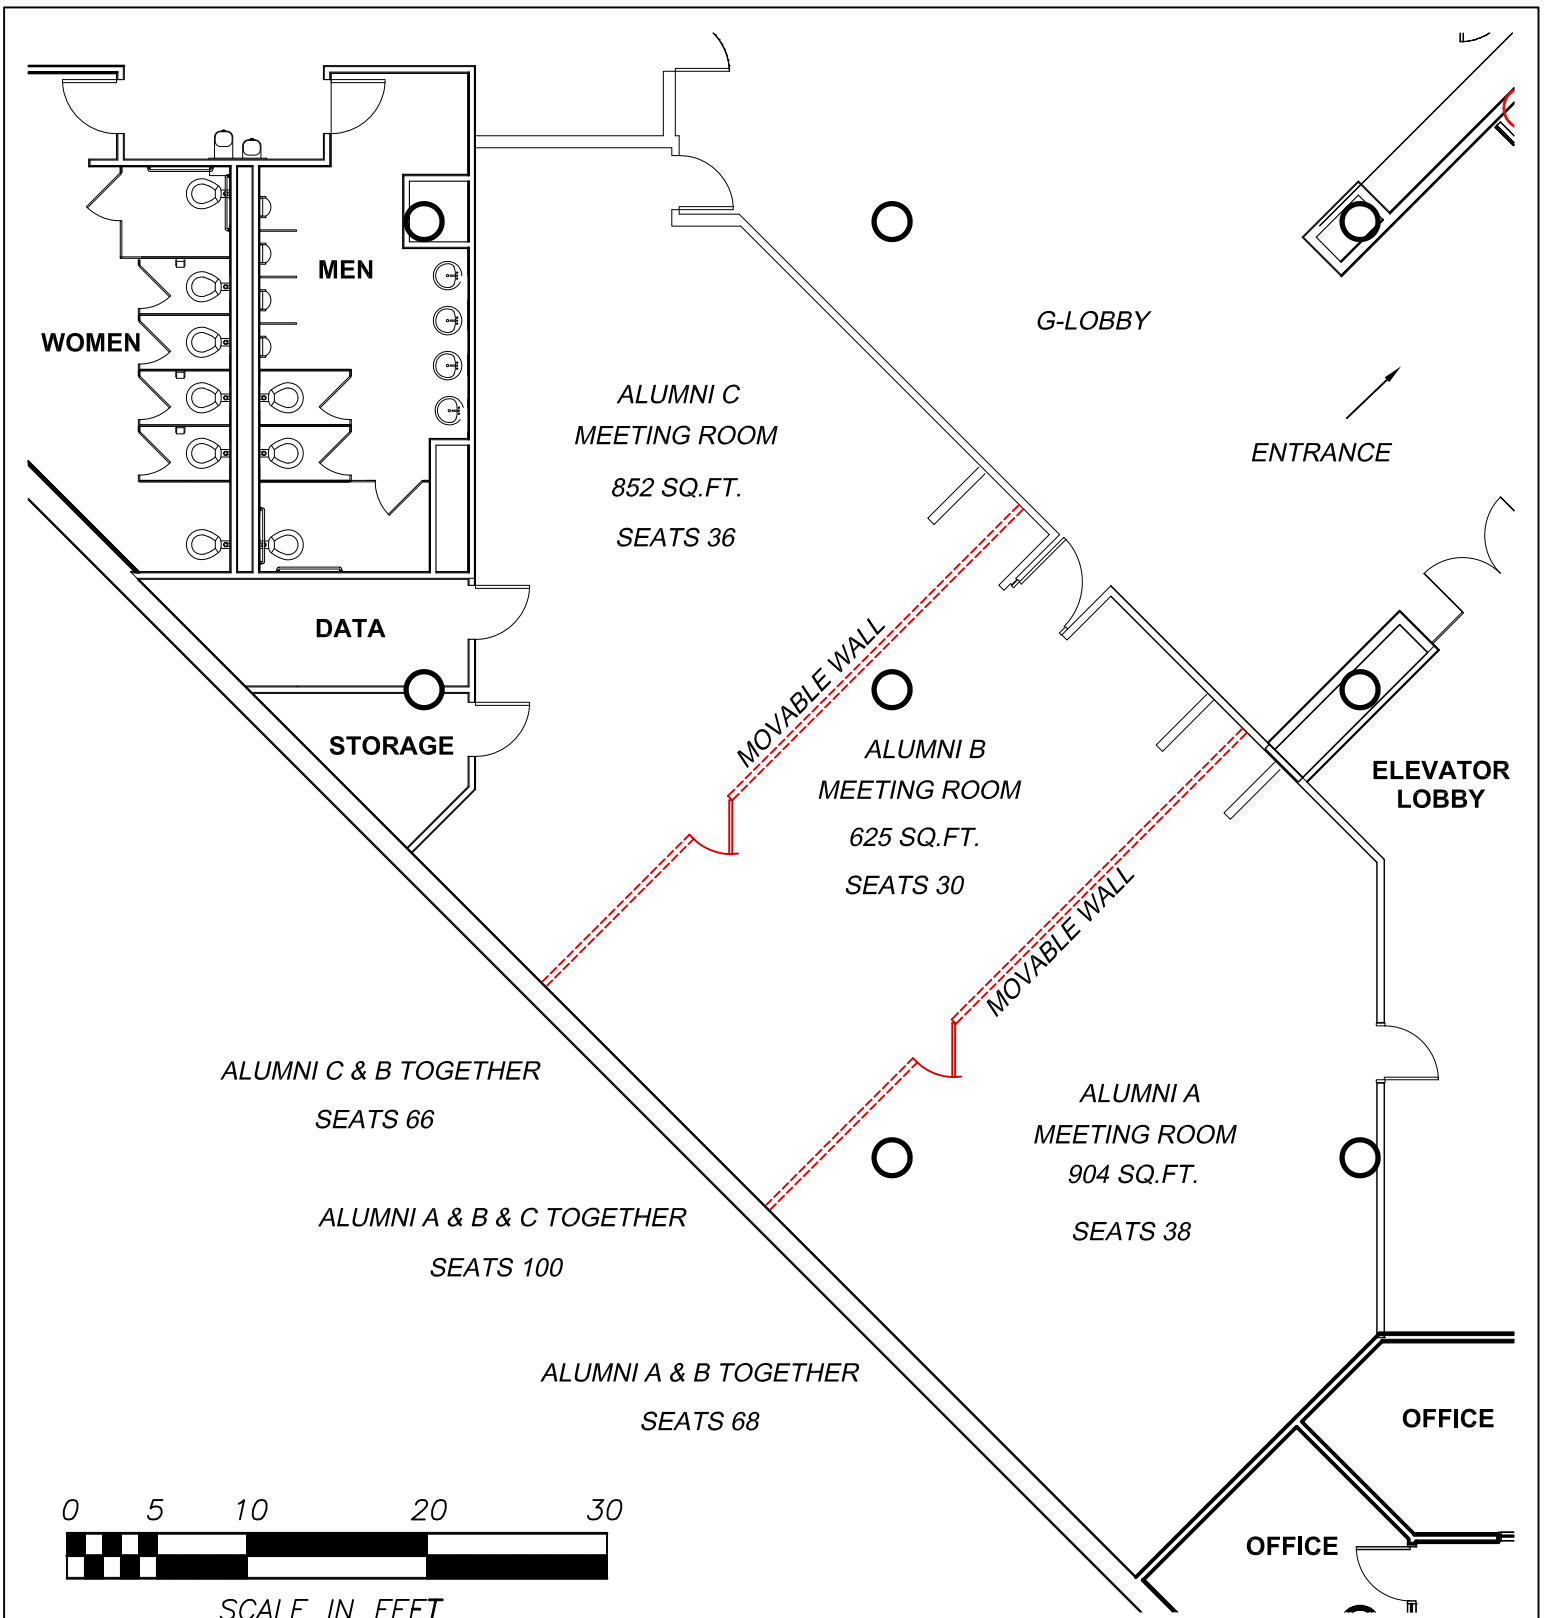 MEN
WOMEN
G-LOBBY
ENTRANCE
ALUMNI C
MEETING ROOM
852 SQ.FT.
SEATS 36
DATA
STORAGE
MOVABLE WALL
ALUMNI B
MEETING ROOM
625 SQ.FT.
SEATS 30
ELEVATOR
LOBBY
MOVABLE WALL
ALUMNI C & B TOGETHER
SEATS 66
ALUMNI A
MEETING ROOM
904 SQ.FT.
SEATS 38
ALUMNI A & B & C TOGETHER
SEATS 100
ALUMNI A & B TOGETHER
SEATS 68
OFFICE
OFFICE
0 5 10 20 30
SCALE IN FEET